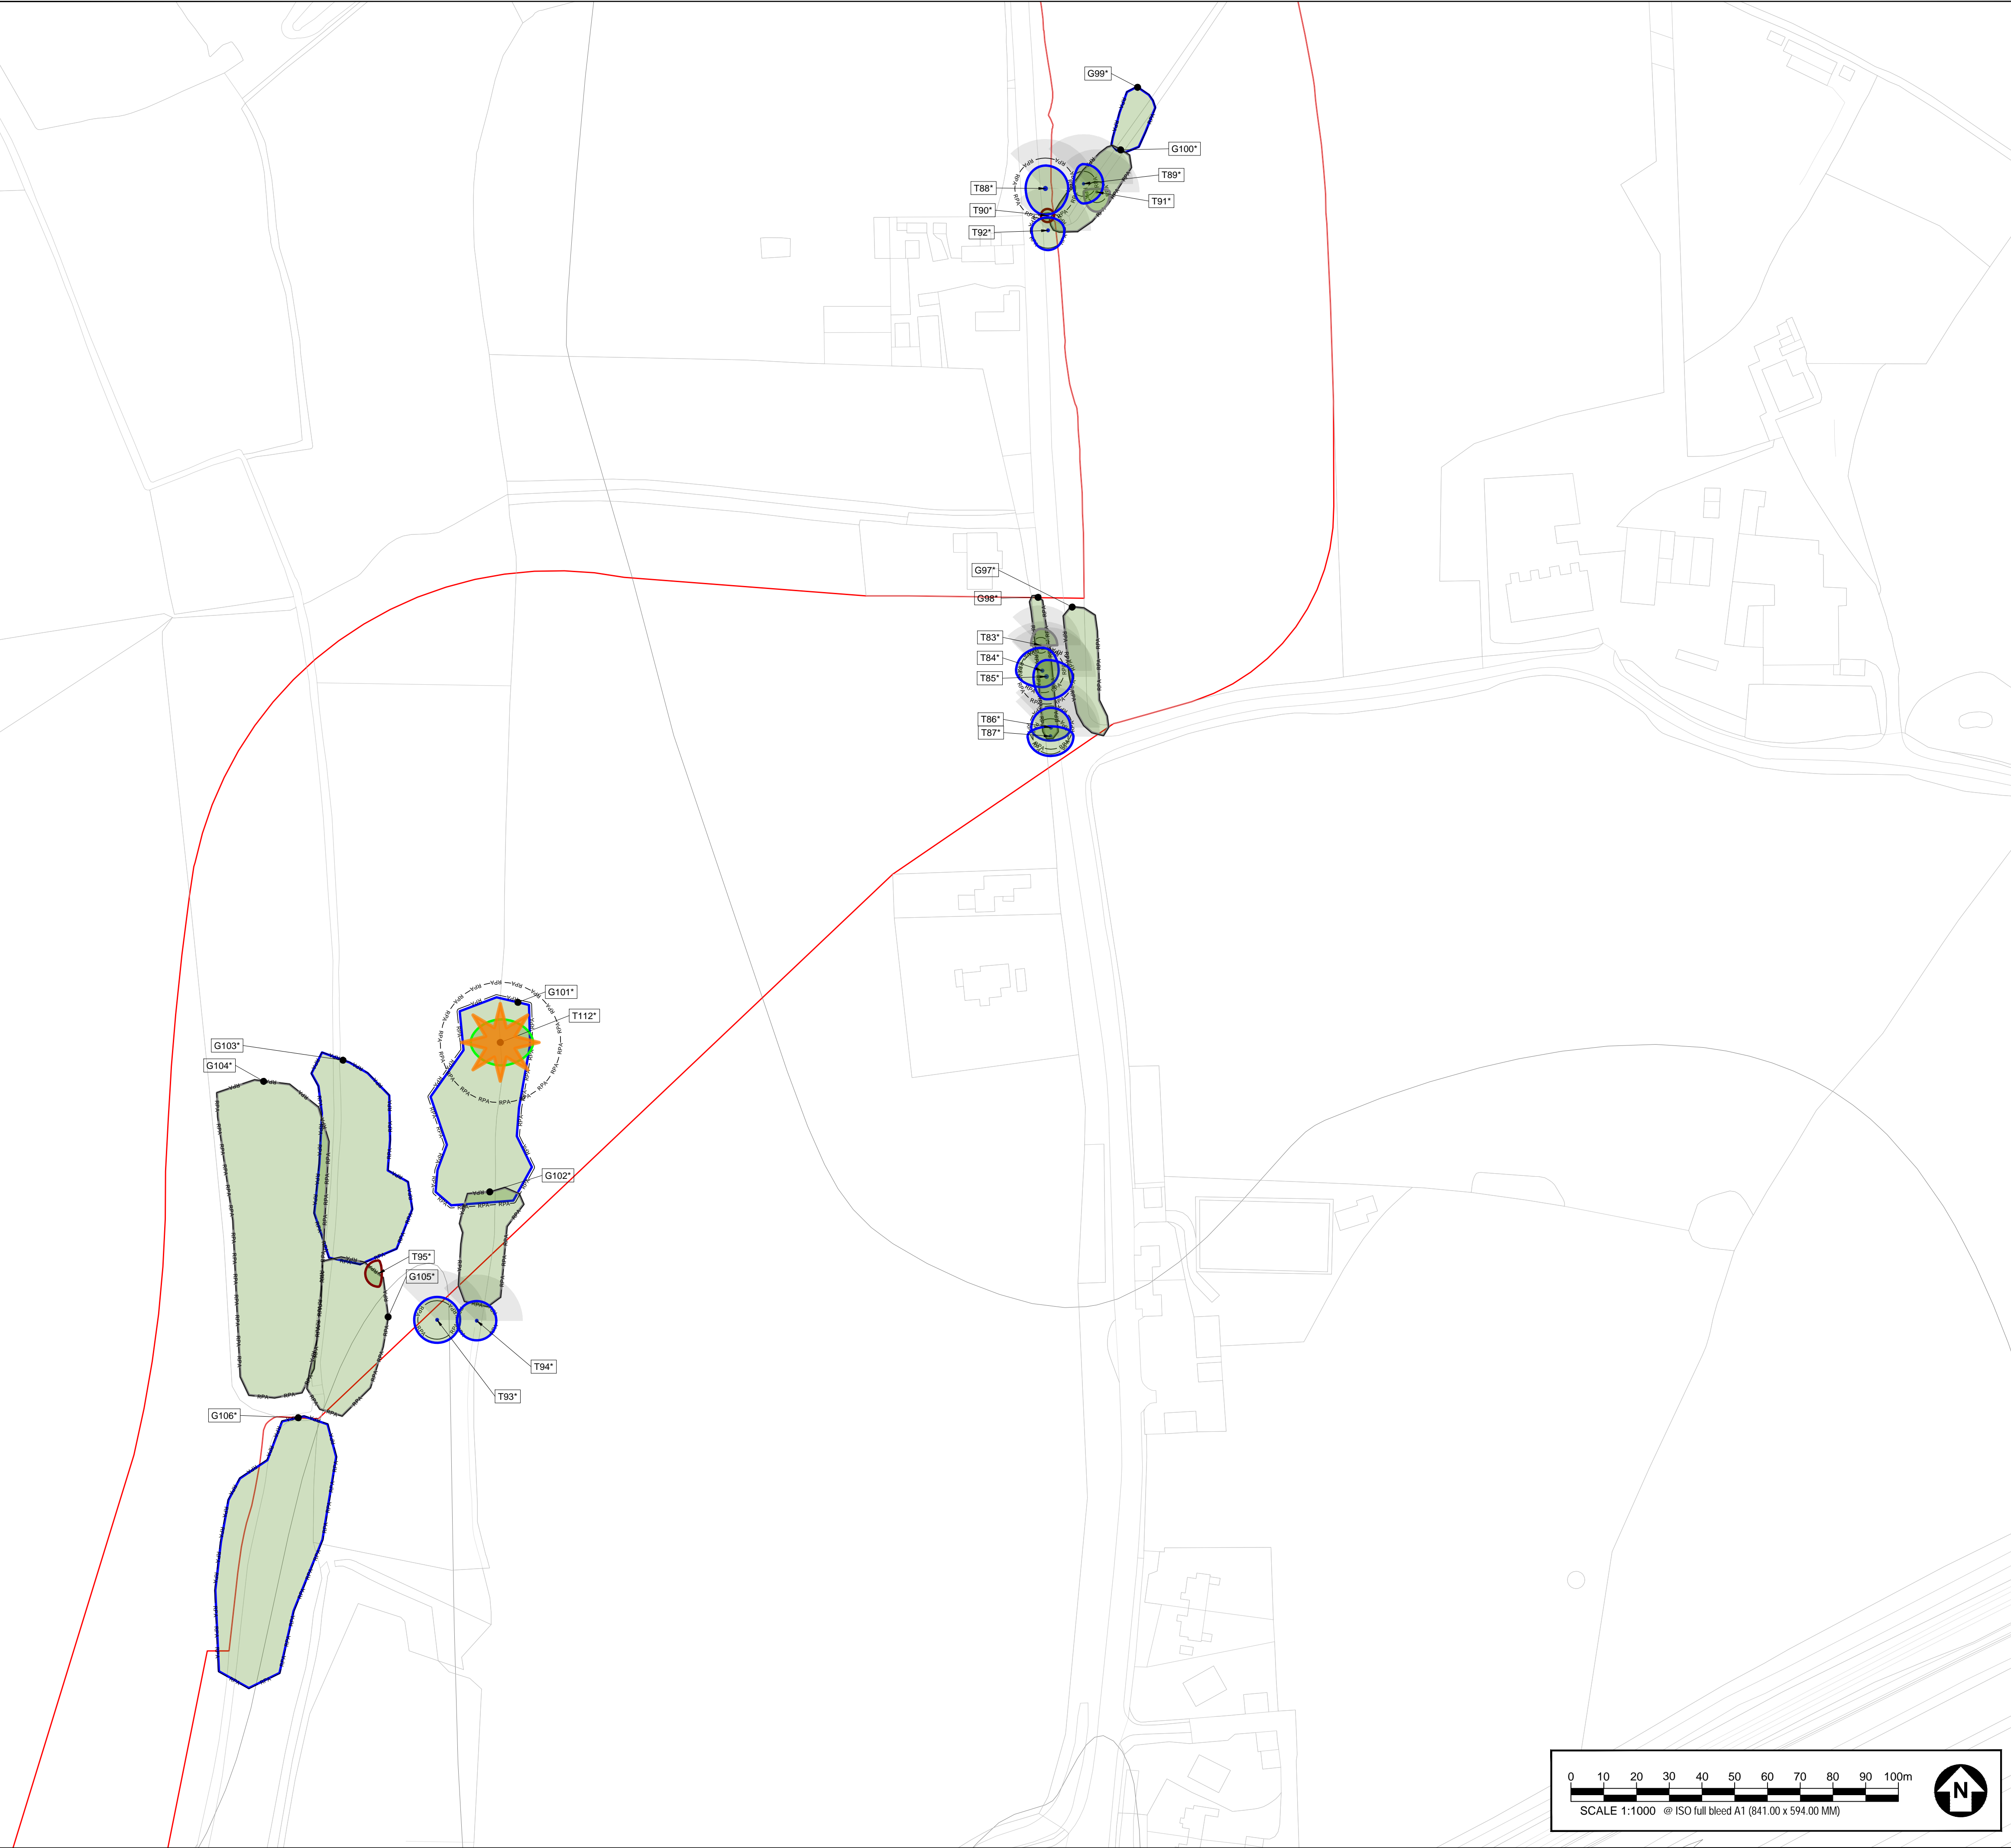 G99*
G100*
T88*
T89*
T90*
T91*
T92*
G97*
G98*
T83*
T84*
T85*
T86*
T87*
G101*
T112*
G103*
G104*
G102*
T95*
G105*
T94*
T93*
G106*
RPA
0 10 20 30 40 50 60 70 80 90 100m
SCALE 1:1000 @ ISO full bleed A1 (841.00 x 594.00 MM)
N